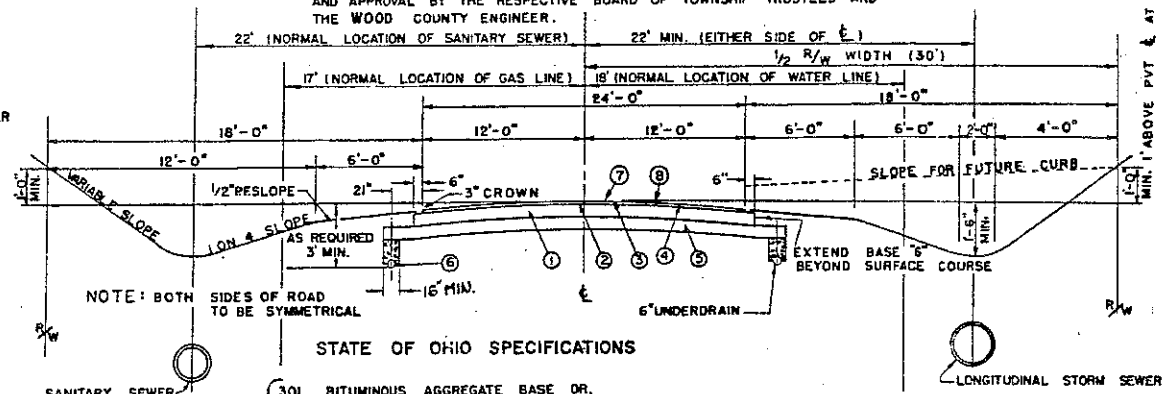 AND APPROVAL BY THE RESPECTIVE BOARD OF TOWNSHIP TRUSTEES AND
THE WOOD COUNTY ENGINEER.
22' (NORMAL LOCATION OF SANITARY SEWER)
22' MIN. (EITHER SIDE OF ℄)
1/2 R/W WIDTH (30')
17' (NORMAL LOCATION OF GAS LINE)
18' (NORMAL LOCATION OF WATER LINE)
24'-0"
18'-0"
18'-0"
12'-0"
12'-0"
6'-0"
6'-0"
2'-0"
4'-0"
12'-0"
6'-0"
1'-0"
MIN.
VARIABLE SLOPE
1/2" PESLOPE
21"
6"
3" CROWN
7
8
6"
SLOPE FOR FUTURE CURB
1'-0"
MIN.
MIN. 1' ABOVE PVT ℄ AT
1 ON 4 SLOPE
AS REQUIRED
3' MIN.
6
1
2
3
4
5
1'-6"
MIN.
EXTEND BASE "6"
BEYOND SURFACE COURSE
16" MIN.
℄
6" UNDERDRAIN
NOTE: BOTH SIDES OF ROAD
TO BE SYMMETRICAL
R/W
R/W
STATE OF OHIO SPECIFICATIONS
SANITARY SEWER
301 BITUMINOUS AGGREGATE BASE OR.
LONGITUDINAL STORM SEWER